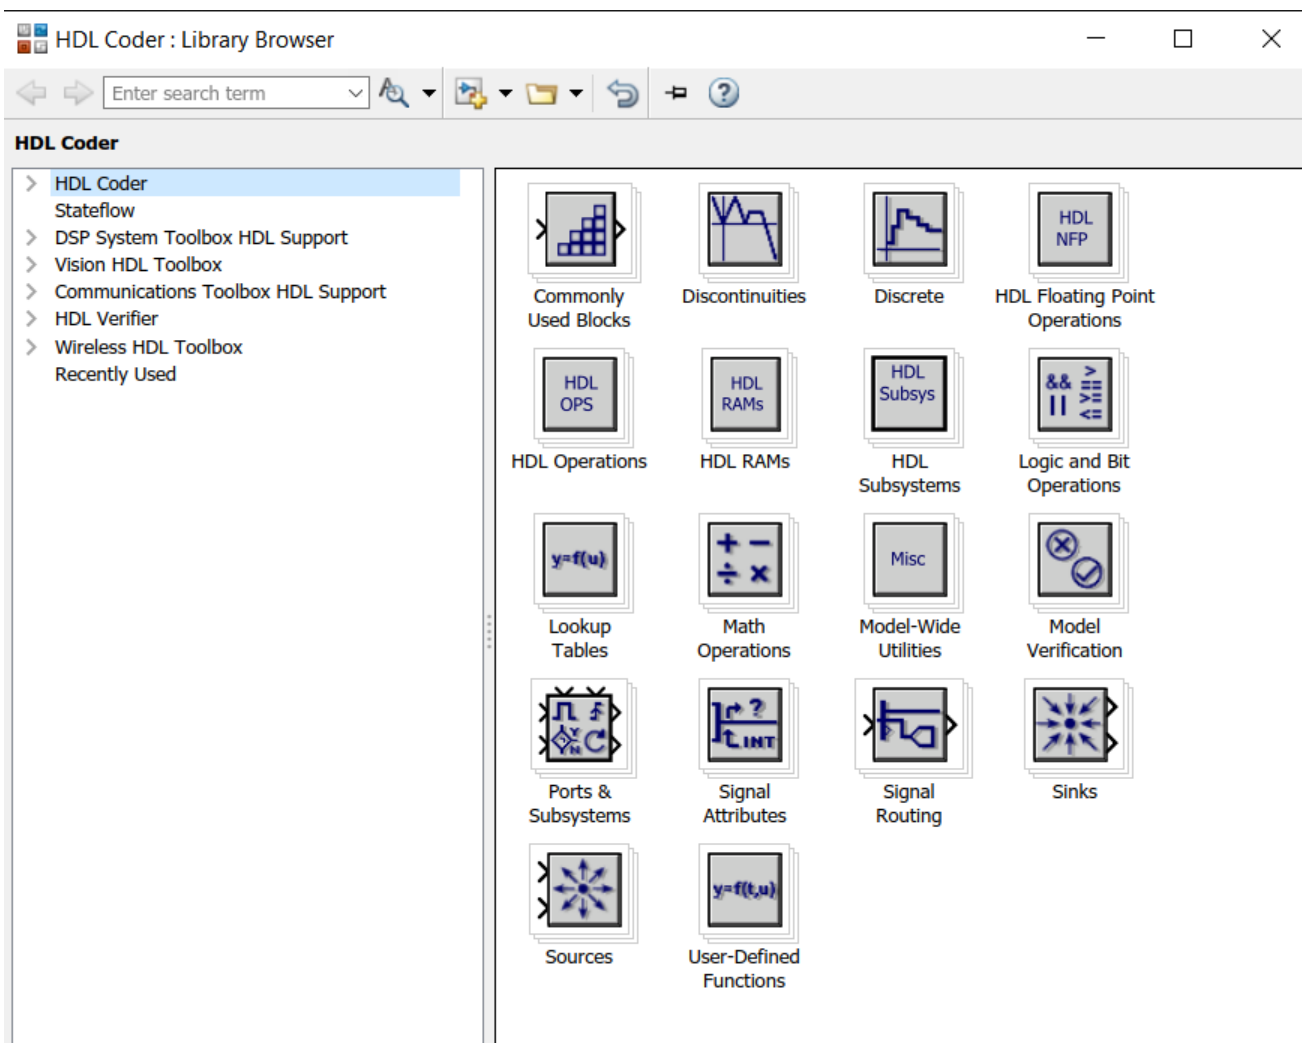 HDL Coder : Library Browser
Enter search term
HDL Coder
HDL Coder
Stateflow
DSP System Toolbox HDL Support
Vision HDL Toolbox
Communications Toolbox HDL Support
HDL Verifier
Wireless HDL Toolbox
Recently Used
HDL
NFP
Commonly
Used Blocks
Discontinuities
Discrete
HDL Floating Point
Operations
HDL
OPS
HDL
RAMs
HDL
Subsys
&& >
==
|| >=
<=
HDL Operations
HDL RAMs
HDL
Subsystems
Logic and Bit
Operations
y=f(u)
+ −
÷ ×
Misc
Lookup
Tables
Math
Operations
Model-Wide
Utilities
Model
Verification
Y
N
?
t INT
Ports &
Subsystems
Signal
Attributes
Signal
Routing
Sinks
y=f(t,u)
Sources
User-Defined
Functions